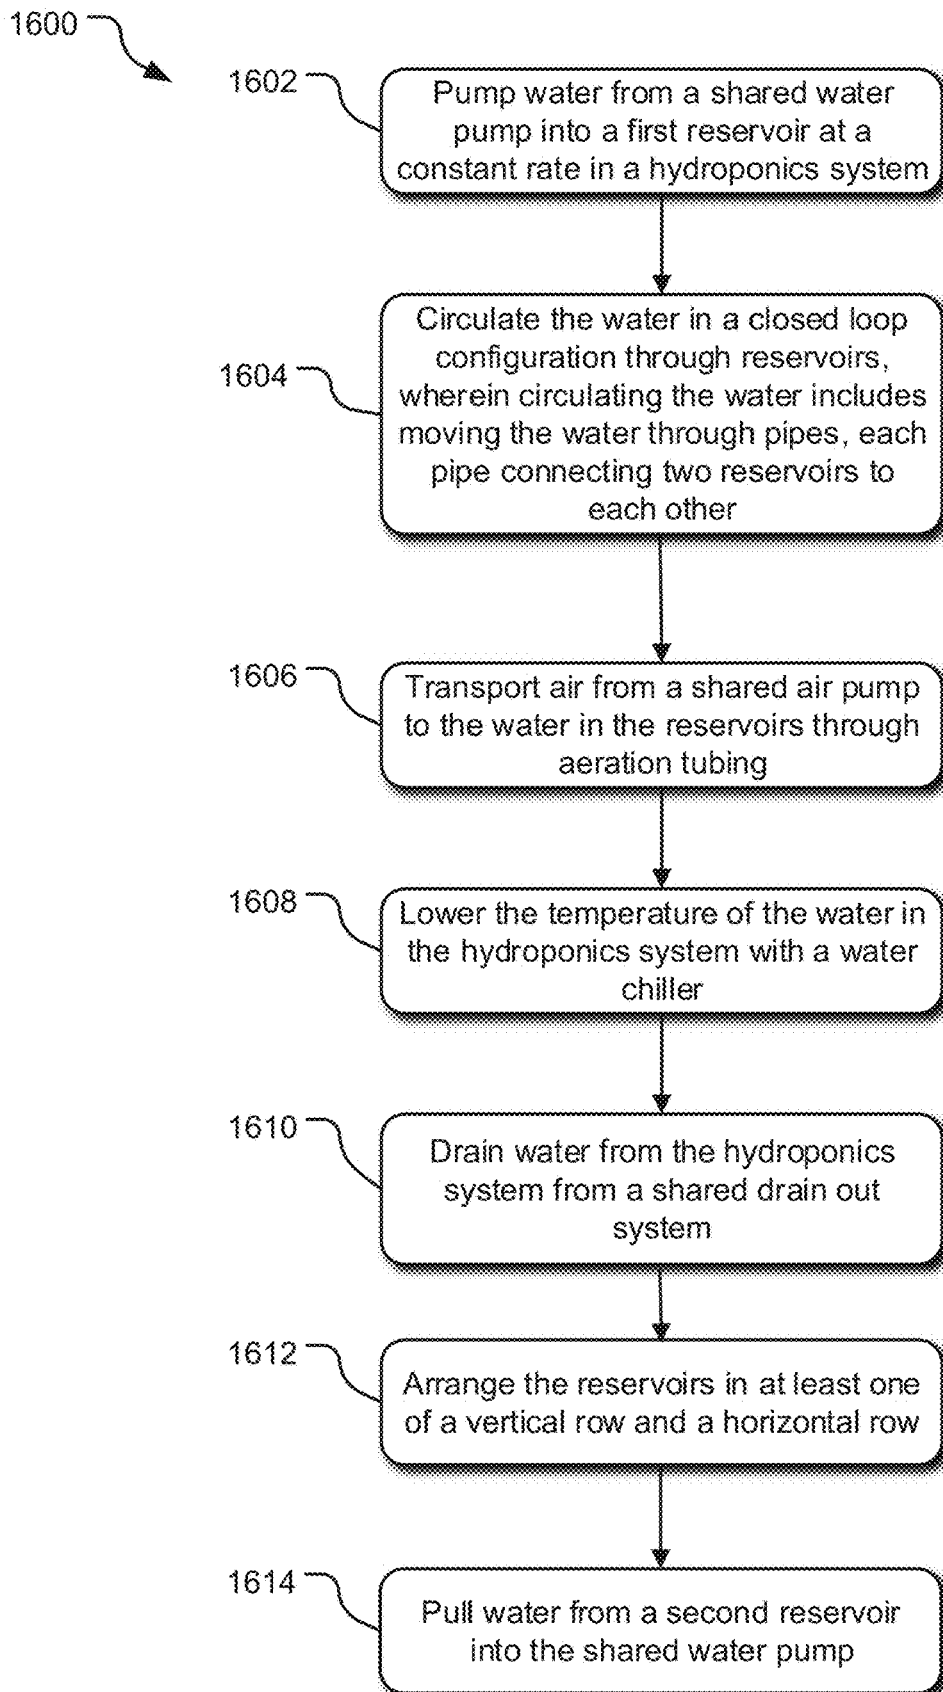 1600
1602
Pump water from a shared water
pump into a first reservoir at a
constant rate in a hydroponics system
1604
Circulate the water in a closed loop
configuration through reservoirs,
wherein circulating the water includes
moving the water through pipes, each
pipe connecting two reservoirs to
each other
1606
Transport air from a shared air pump
to the water in the reservoirs through
aeration tubing
1608
Lower the temperature of the water in
the hydroponics system with a water
chiller
1610
Drain water from the hydroponics
system from a shared drain out
system
1612
Arrange the reservoirs in at least one
of a vertical row and a horizontal row
1614
Pull water from a second reservoir
into the shared water pump